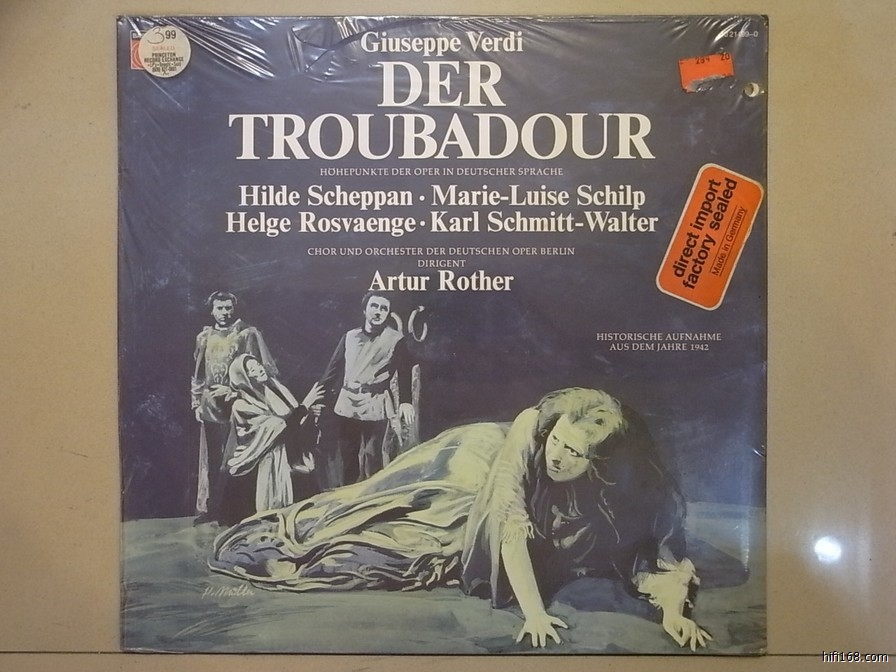 3.99
PRINCETON
RECORD EXCHANGE
Giuseppe Verdi
DER
TROUBADOUR
HÖHEPUNKTE DER OPER IN DEUTSCHER SPRACHE
Hilde Scheppan · Marie-Luise Schilp
Helge Rosvaenge · Karl Schmitt-Walter
CHOR UND ORCHESTER DER DEUTSCHEN OPER BERLIN
DIRIGENT
Artur Rother
direct import
factory sealed
Made in Germany
HISTORISCHE AUFNAHME
AUS DEM JAHRE 1942
hifi168.com